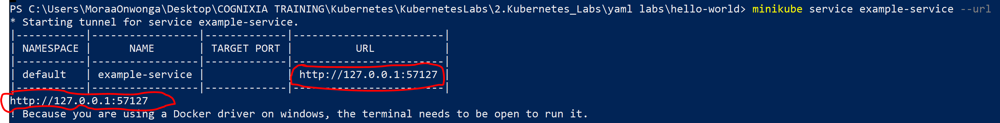 PS C:\Users\MoraaOnwonga\Desktop\COGNIXIA TRAINING\Kubernetes\KubernetesLabs\2.Kubernetes_Labs\yaml labs\hello-world> minikube service example-service --url
* Starting tunnel for service example-service.
|-----------|-----------------|-------------|------------------------|
| NAMESPACE |      NAME       | TARGET PORT |          URL           |
|-----------|-----------------|-------------|------------------------|
| default   | example-service |             | http://127.0.0.1:57127 |
|-----------|-----------------|-------------|------------------------|
http://127.0.0.1:57127
! Because you are using a Docker driver on windows, the terminal needs to be open to run it.